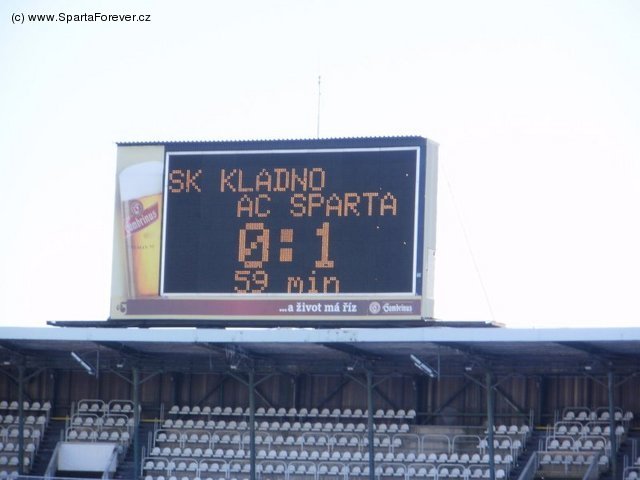 (c) www.SpartaForever.cz
SK KLADNO
AC SPARTA
0:1
59 min
Gambrinus
...a život má říz
Gambrinus